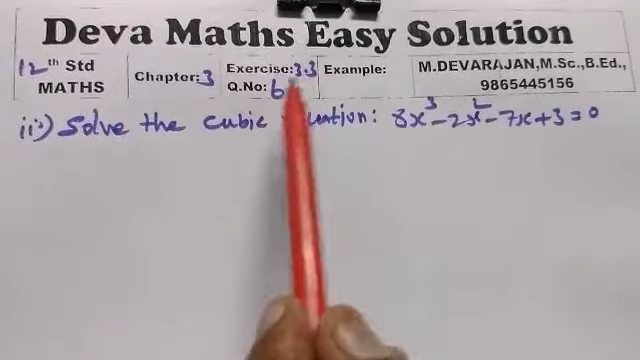 Deva Maths Easy Solution
12th Std
MATHS
Chapter:3
Exercise:3.3
Q.No: 6
Example:
M.DEVARAJAN,M.Sc.,B.Ed.,
9865445156
ii) Solve the cubic : 8x³ - 2x² - 7x + 3 = 0